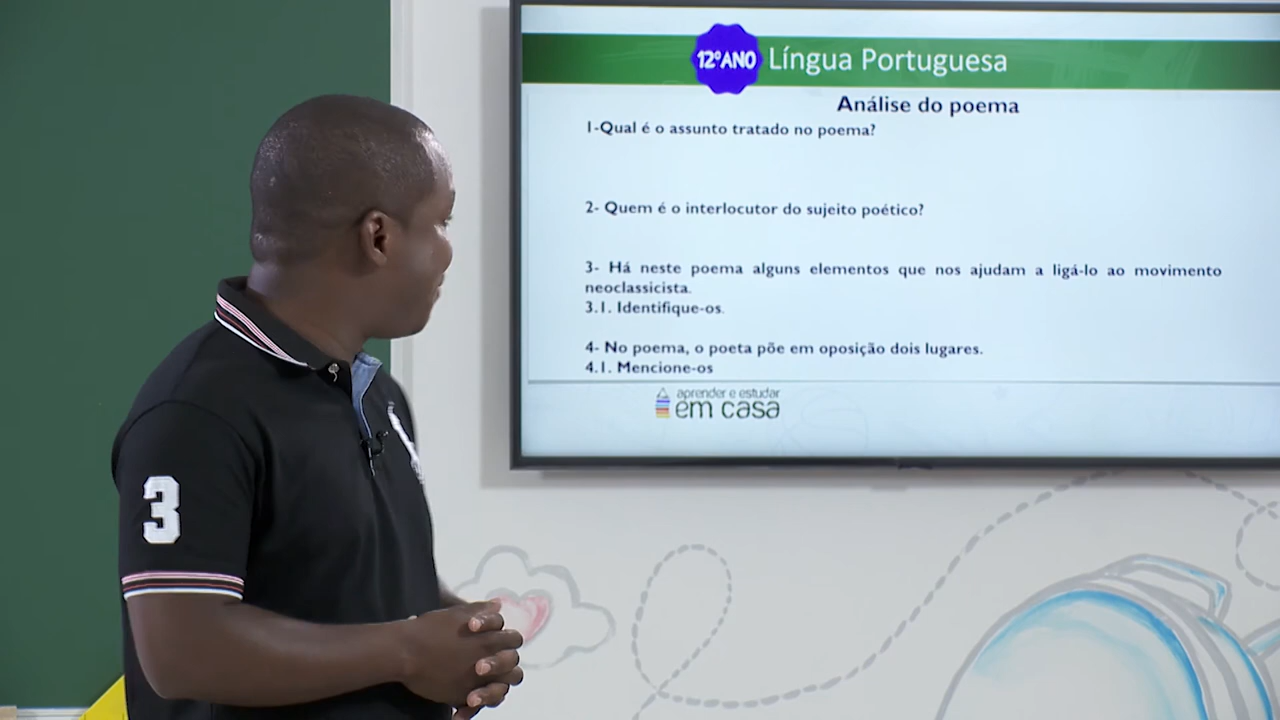 12ºANO Língua Portuguesa
Análise do poema
1-Qual é o assunto tratado no poema?
2- Quem é o interlocutor do sujeito poético?
3- Há neste poema alguns elementos que nos ajudam a ligá-lo ao movimento
neoclassicista.
3.1. Identifique-os.
4- No poema, o poeta põe em oposição dois lugares.
4.1. Mencione-os
aprender e estudar
em casa
3